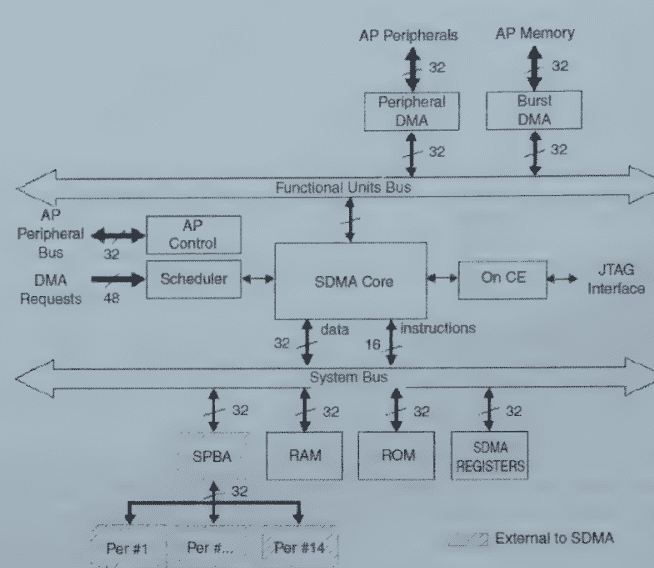 AP Peripherals
AP Memory
32
32
Peripheral
DMA
Burst
DMA
32
32
Functional Units Bus
AP
Peripheral
Bus
32
AP
Control
DMA
Requests
48
Scheduler
SDMA Core
On CE
JTAG
Interface
32
data
16
instructions
System Bus
32
32
32
32
SPBA
RAM
ROM
SDMA
REGISTERS
32
Per #1
Per #...
Per #14
External to SDMA